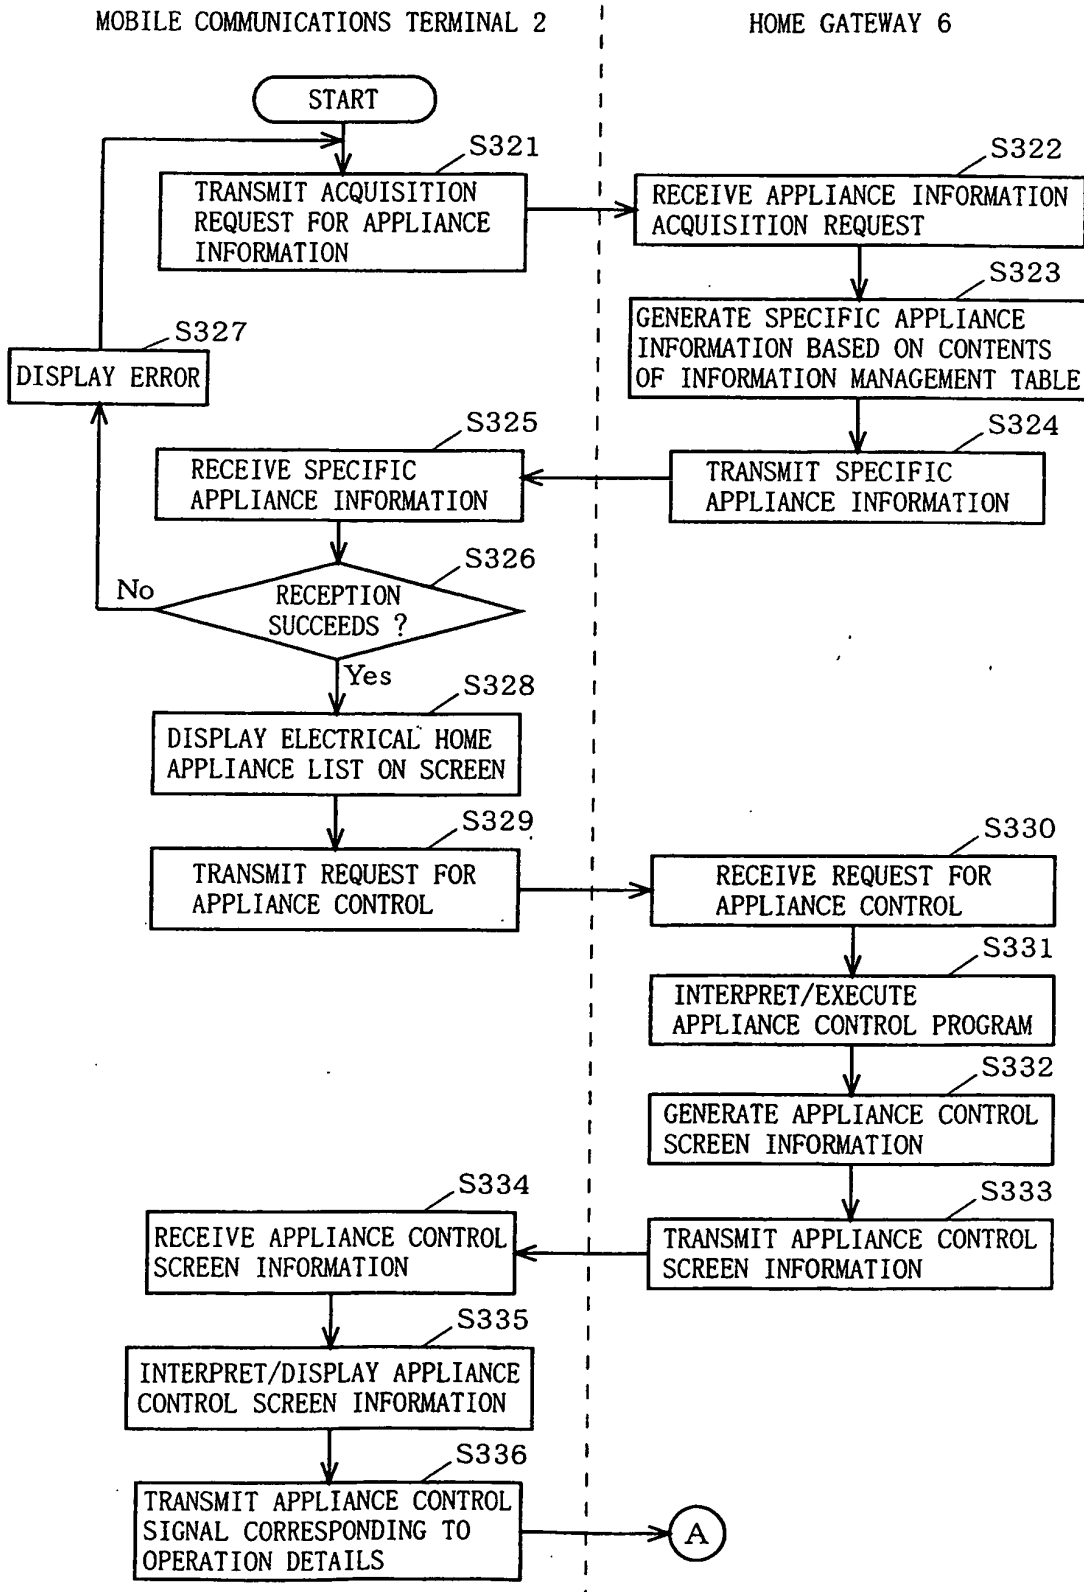 MOBILE COMMUNICATIONS TERMINAL 2
HOME GATEWAY 6
START
S321
TRANSMIT ACQUISITION
REQUEST FOR APPLIANCE
INFORMATION
S322
RECEIVE APPLIANCE INFORMATION
ACQUISITION REQUEST
S323
GENERATE SPECIFIC APPLIANCE
INFORMATION BASED ON CONTENTS
OF INFORMATION MANAGEMENT TABLE
S327
DISPLAY ERROR
S324
TRANSMIT SPECIFIC
APPLIANCE INFORMATION
S325
RECEIVE SPECIFIC
APPLIANCE INFORMATION
S326
RECEPTION
SUCCEEDS ?
No
Yes
S328
DISPLAY ELECTRICAL HOME
APPLIANCE LIST ON SCREEN
S329
TRANSMIT REQUEST FOR
APPLIANCE CONTROL
S330
RECEIVE REQUEST FOR
APPLIANCE CONTROL
S331
INTERPRET/EXECUTE
APPLIANCE CONTROL PROGRAM
S332
GENERATE APPLIANCE CONTROL
SCREEN INFORMATION
S333
TRANSMIT APPLIANCE CONTROL
SCREEN INFORMATION
S334
RECEIVE APPLIANCE CONTROL
SCREEN INFORMATION
S335
INTERPRET/DISPLAY APPLIANCE
CONTROL SCREEN INFORMATION
S336
TRANSMIT APPLIANCE CONTROL
SIGNAL CORRESPONDING TO
OPERATION DETAILS
A